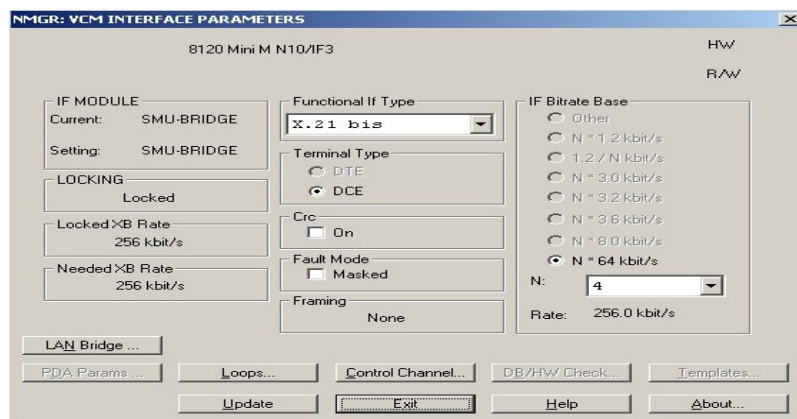 NMGR: VCM INTERFACE PARAMETERS
8120 Mini M N10/IF3
HW
R/W
IF MODULE
Current: SMU-BRIDGE
Setting: SMU-BRIDGE
LOCKING
Locked
Locked XB Rate
256 kbit/s
Needed XB Rate
256 kbit/s
Functional If Type
X.21 bis
Terminal Type
DTE
DCE
Crc
On
Fault Mode
Masked
Framing
None
IF Bitrate Base
Other
N * 1.2 kbit/s
1.2 / N kbit/s
N * 3.0 kbit/s
N * 3.2 kbit/s
N * 3.6 kbit/s
N * 8.0 kbit/s
N * 64 kbit/s
N: 4
Rate: 256.0 kbit/s
LAN Bridge ...
PDA Params ... Loops... Control Channel... DB/HW Check... Templates...
Update Exit Help About...